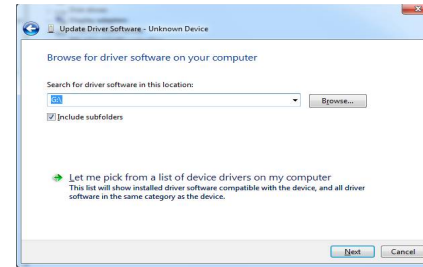 Update Driver Software - Unknown Device
Browse for driver software on your computer
Search for driver software in this location:
G:\
Browse...
Include subfolders
Let me pick from a list of device drivers on my computer
This list will show installed driver software compatible with the device, and all driver
software in the same category as the device.
Next
Cancel